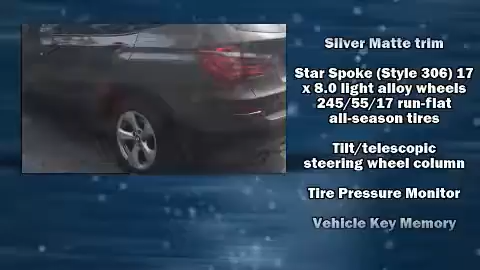 Silver Matte trim
Star Spoke (Style 306) 17
x 8.0 light alloy wheels
245/55/17 run-flat
all-season tires
Tilt/telescopic
steering wheel column
Tire Pressure Monitor
Vehicle Key Memory